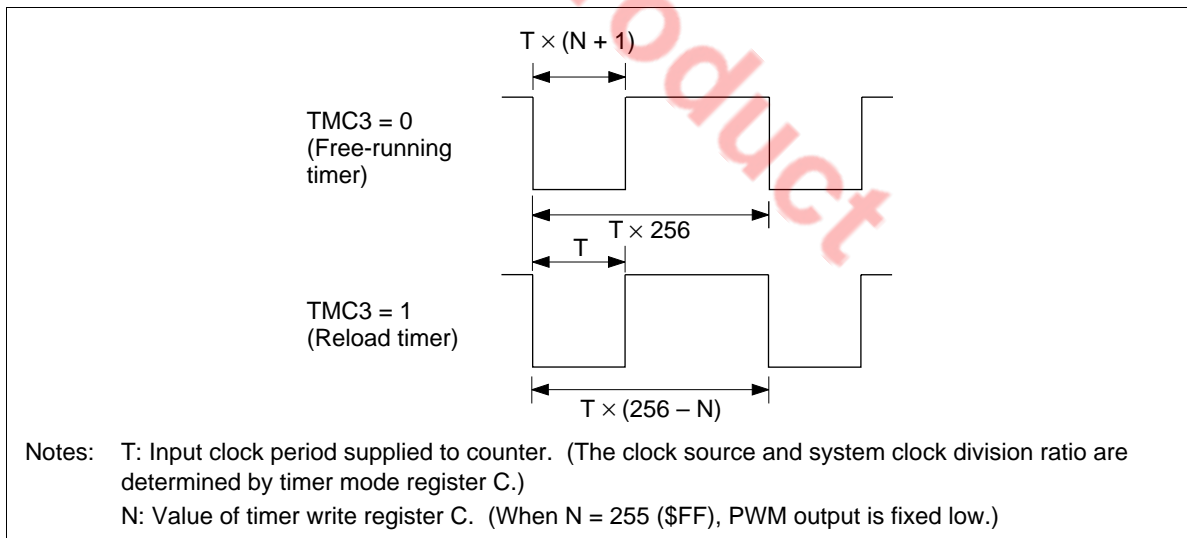 T × (N + 1)
TMC3 = 0
(Free-running
timer)
T × 256
T
TMC3 = 1
(Reload timer)
T × (256 – N)
Notes: T: Input clock period supplied to counter. (The clock source and system clock division ratio are
determined by timer mode register C.)
N: Value of timer write register C. (When N = 255 ($FF), PWM output is fixed low.)
roduct